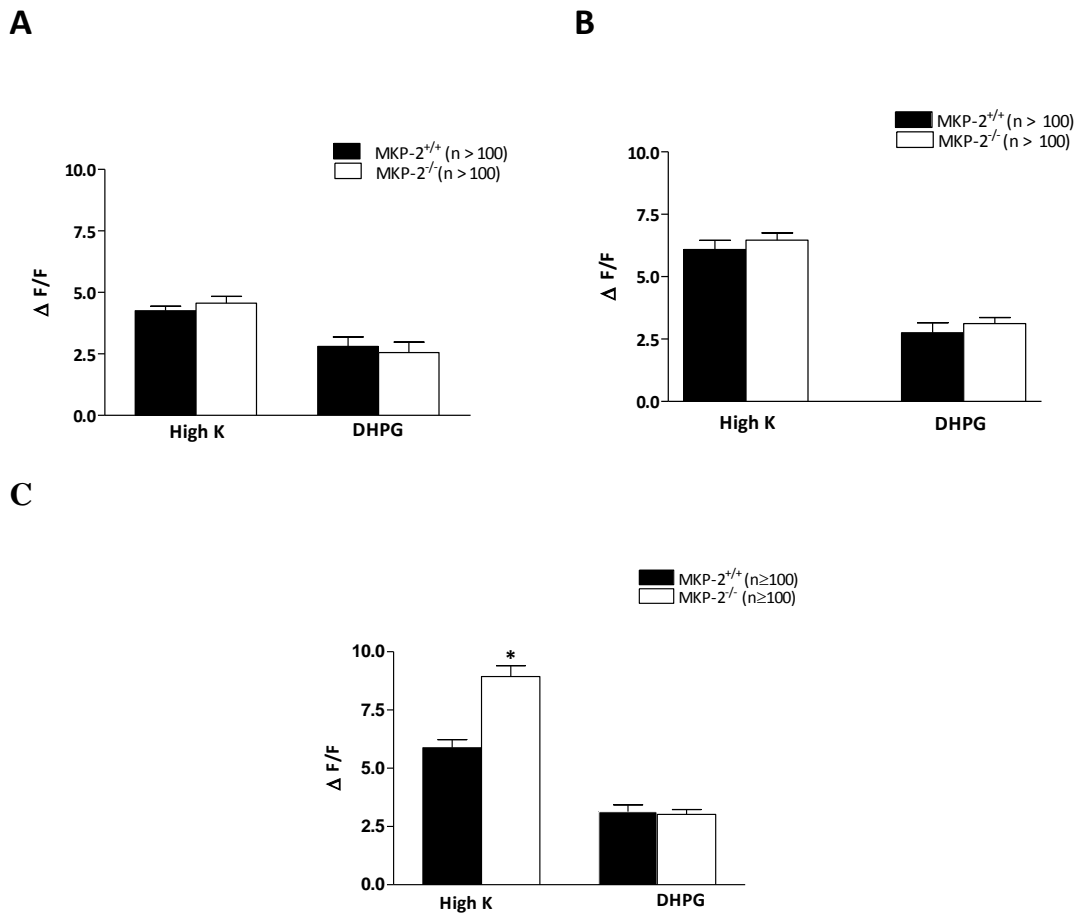 A
MKP-2+/+ (n > 100)
MKP-2-/- (n > 100)
10.0
7.5
5.0
2.5
0.0
Δ F/F
High K
DHPG
B
MKP-2+/+ (n > 100)
MKP-2-/- (n > 100)
10.0
7.5
5.0
2.5
0.0
Δ F/F
High K
DHPG
C
MKP-2+/+ (n≥100)
MKP-2-/- (n≥100)
10.0
7.5
5.0
2.5
0.0
Δ F/F
*
High K
DHPG